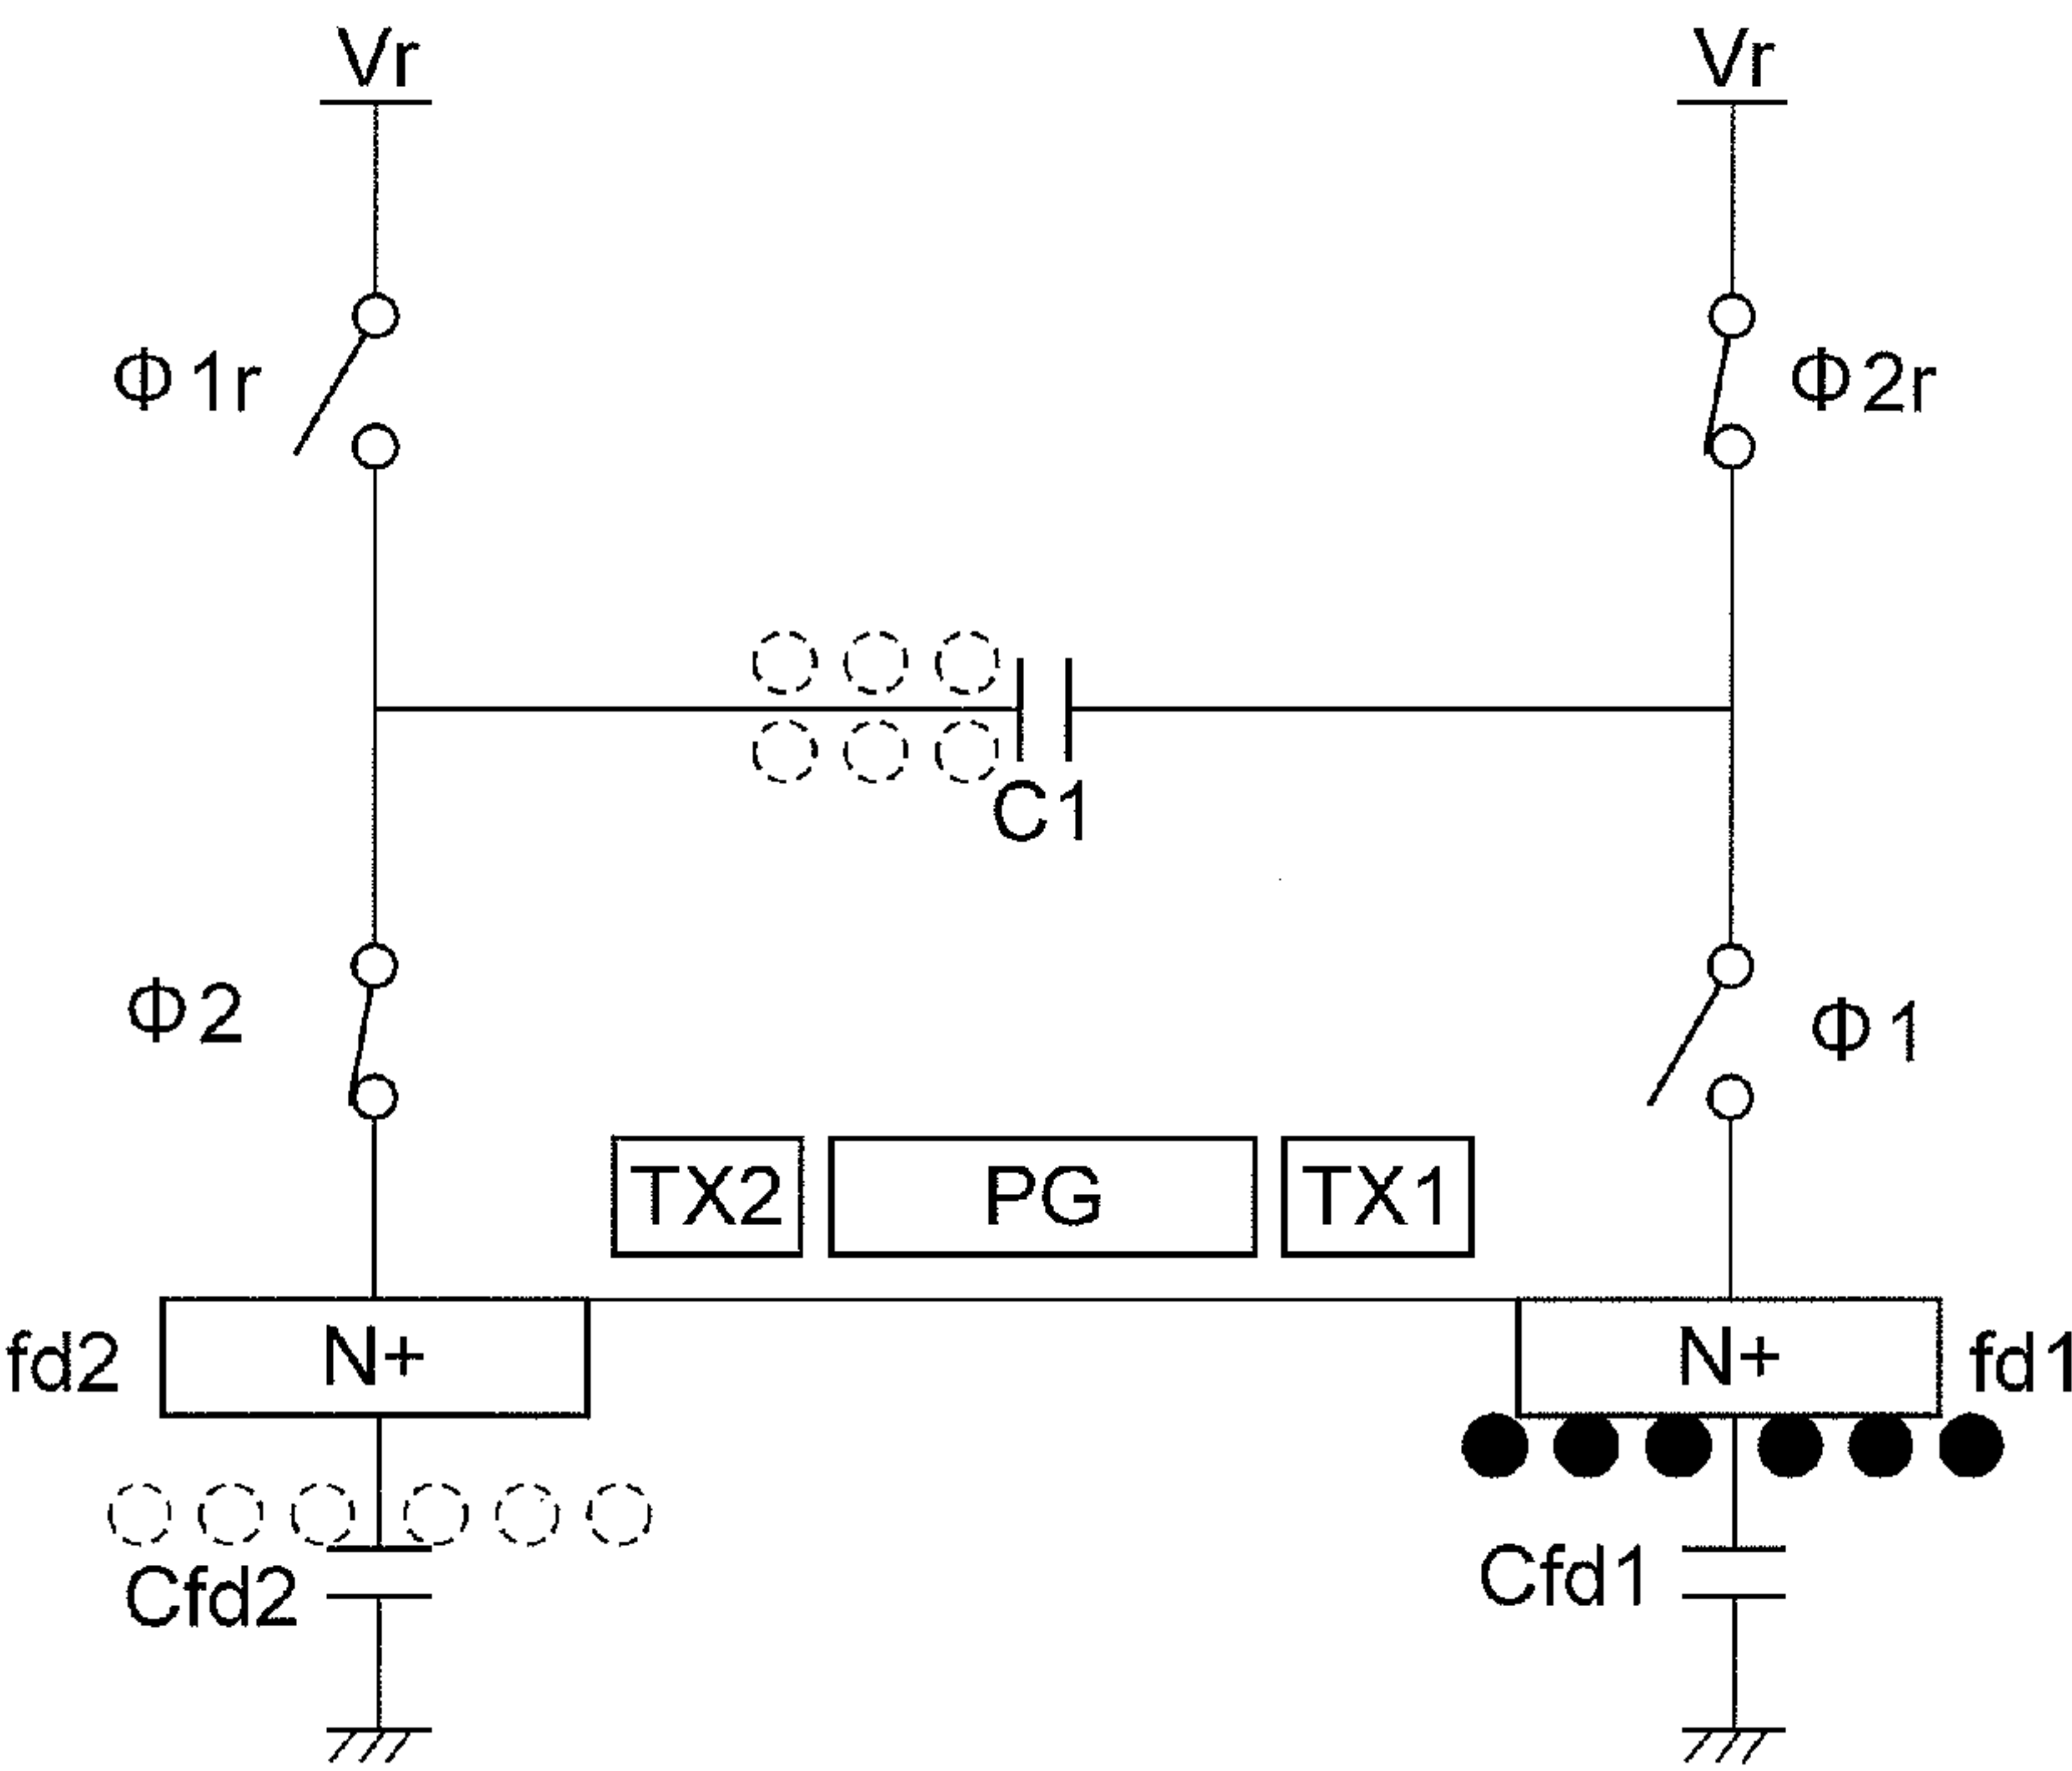 Vr Vr
Φ1r Φ2r
C1
Φ2 Φ1
TX2 PG TX1
fd2 N+ N+ fd1
Cfd2 Cfd1